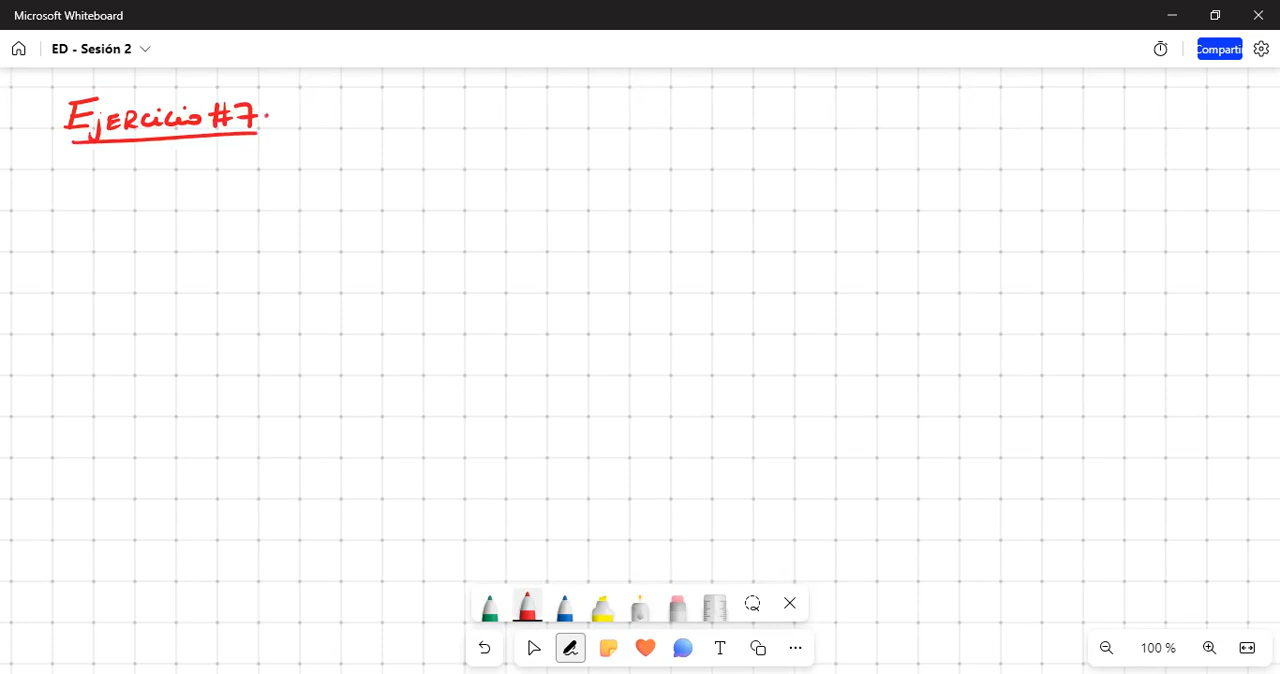 Microsoft Whiteboard
ED - Sesión 2
Comparti
Ejercicio #7.
100 %